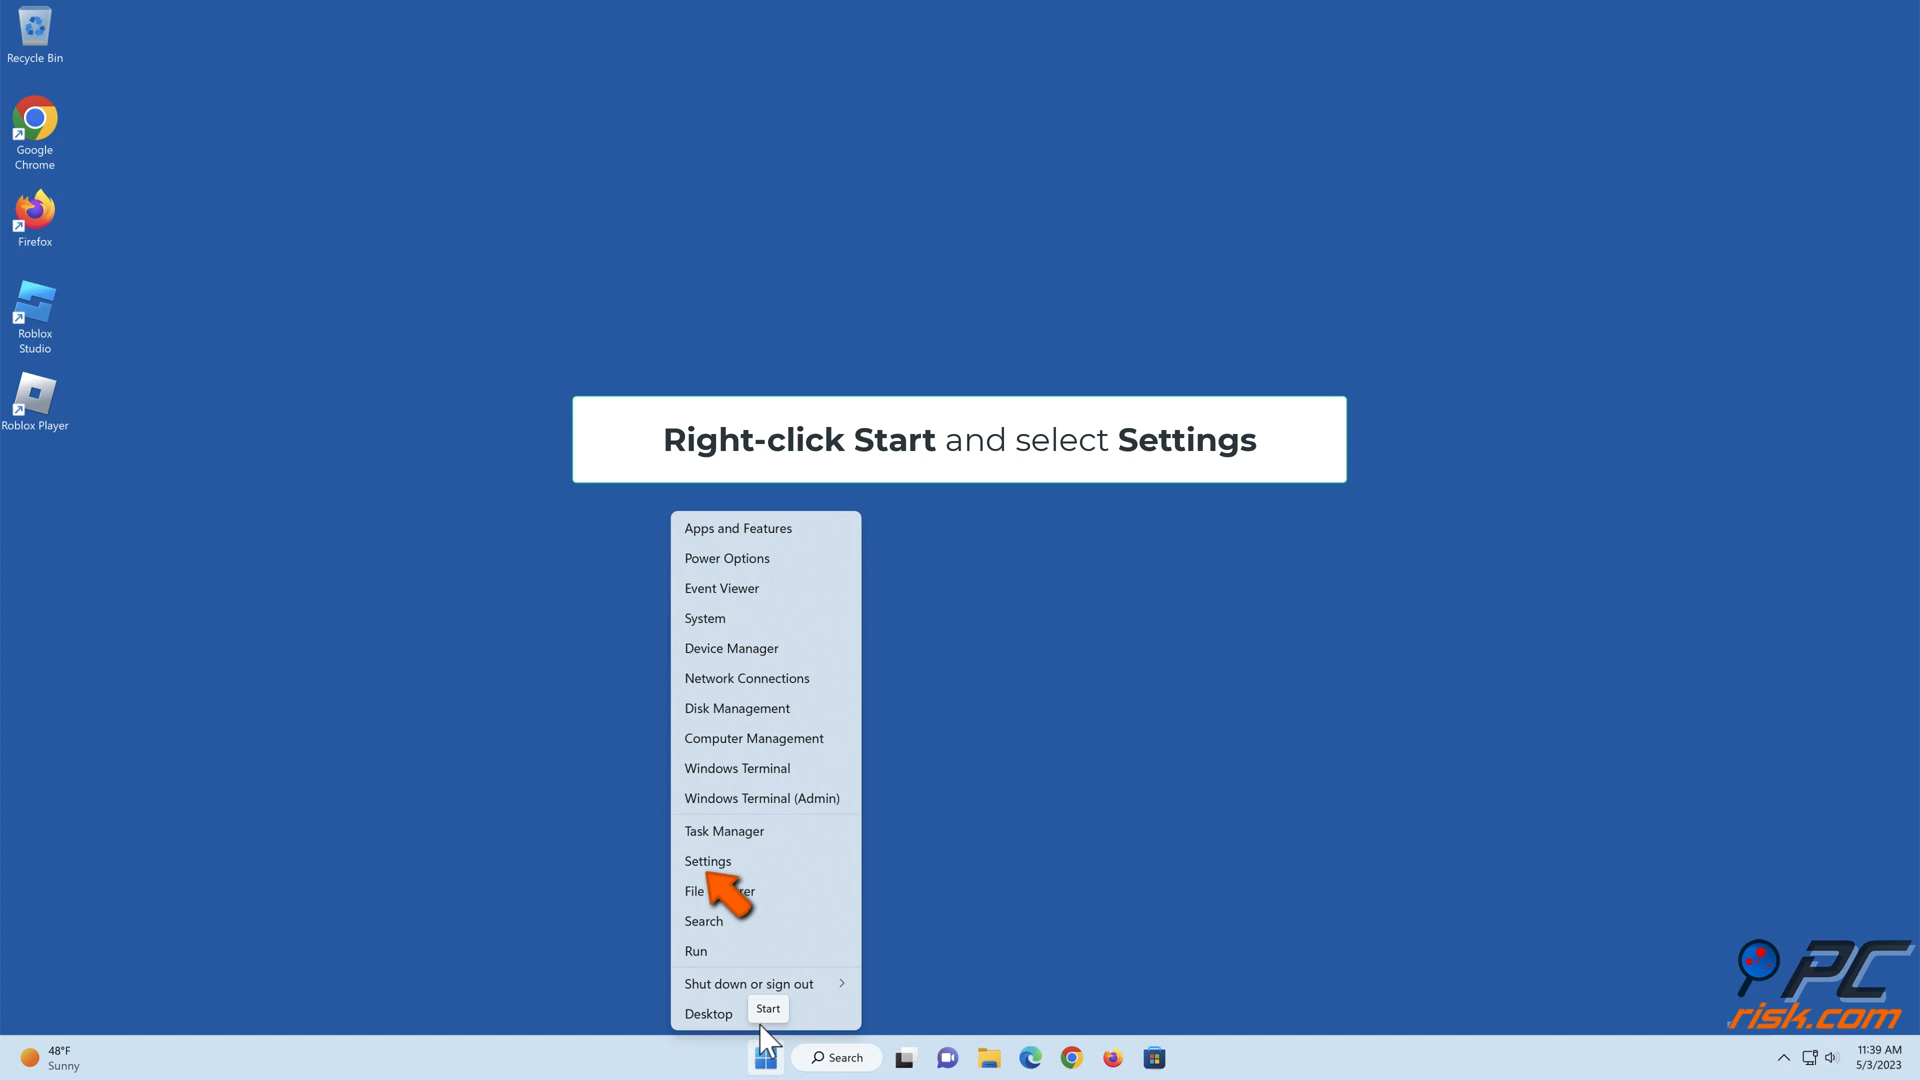 Recycle Bin
Google
Chrome
Firefox
Roblox
Studio
Roblox Player
Right-click Start and select Settings
Apps and Features
Power Options
Event Viewer
System
Device Manager
Network Connections
Disk Management
Computer Management
Windows Terminal
Windows Terminal (Admin)
Task Manager
Settings
File
Search
Run
Shut down or sign out
Desktop
Start
PC
risk.com
48°F
Sunny
Search
11:39 AM
5/3/2023